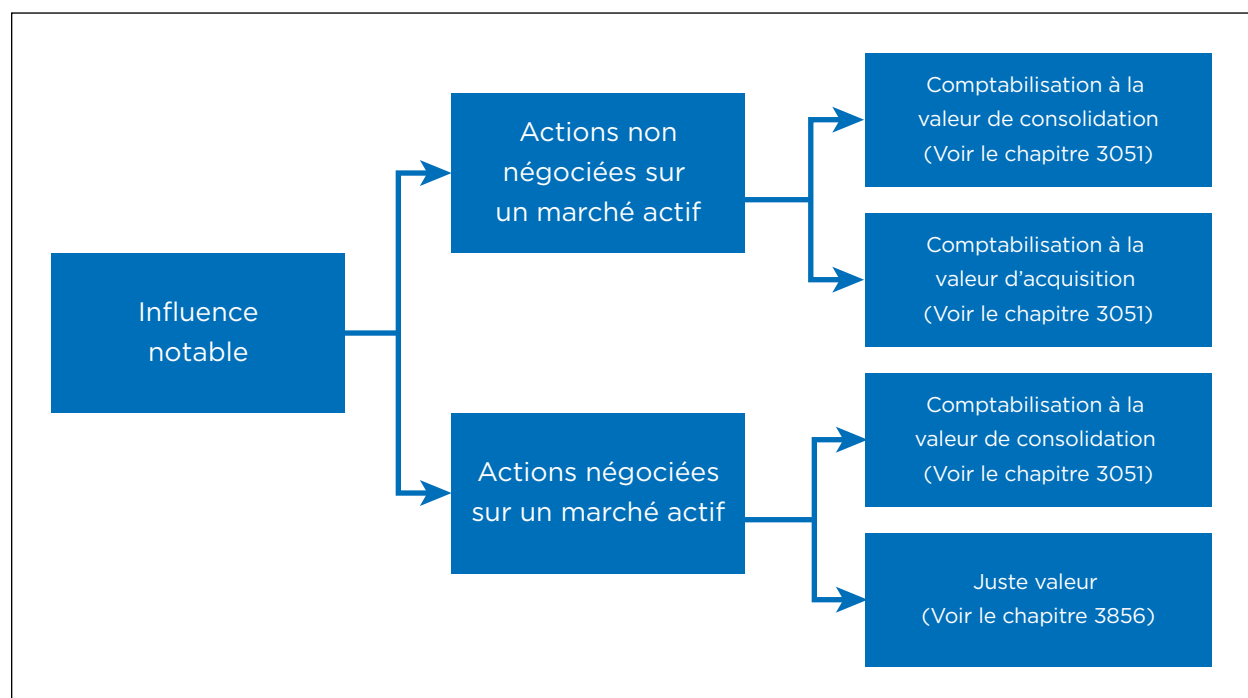 Influence
notable
Actions non
négociées sur
un marché actif
Comptabilisation à la
valeur de consolidation
(Voir le chapitre 3051)
Comptabilisation à la
valeur d’acquisition
(Voir le chapitre 3051)
Actions négociées
sur un marché actif
Comptabilisation à la
valeur de consolidation
(Voir le chapitre 3051)
Juste valeur
(Voir le chapitre 3856)